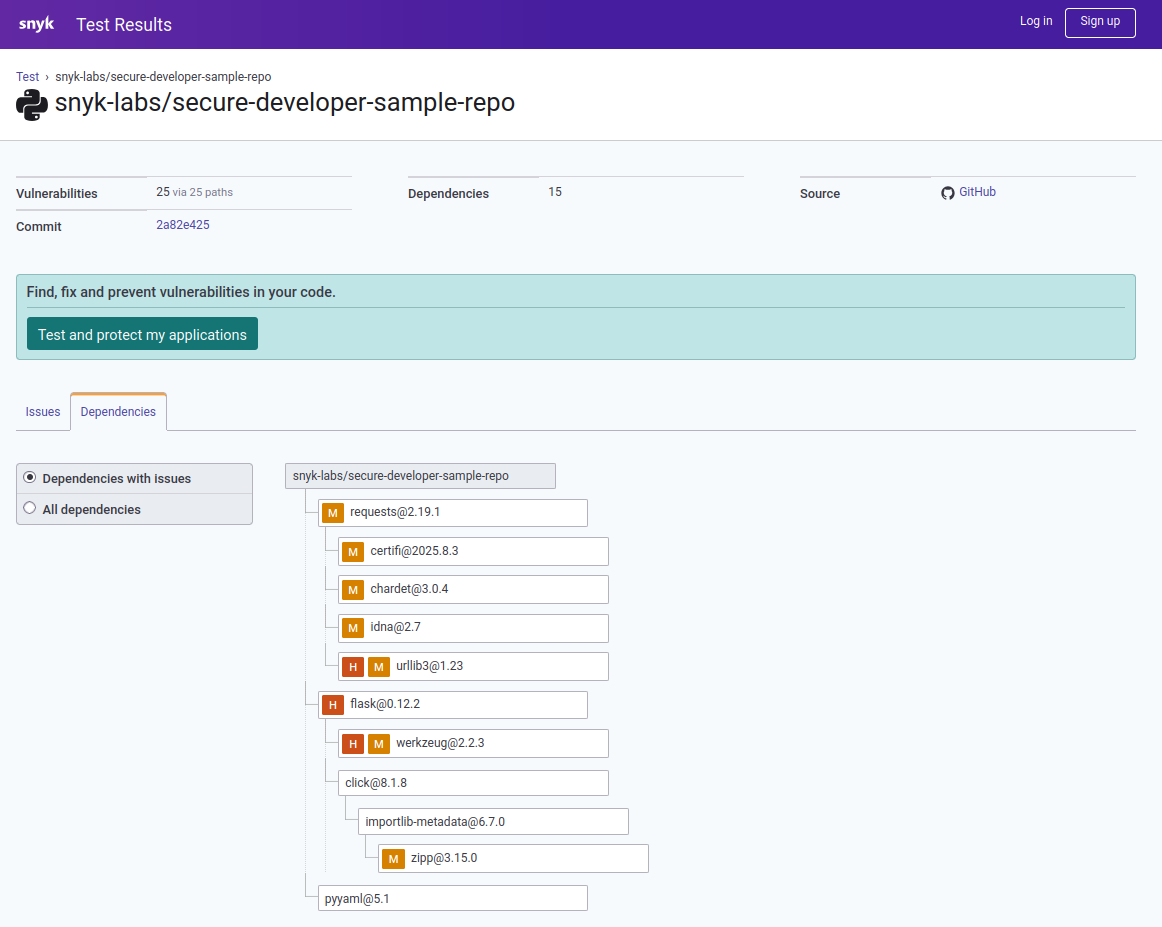 snyk Test Results Log in Sign up
Test › snyk-labs/secure-developer-sample-repo
snyk-labs/secure-developer-sample-repo
Vulnerabilities 25 via 25 paths Dependencies 15 Source GitHub
Commit 2a82e425
Find, fix and prevent vulnerabilities in your code.
Test and protect my applications
Issues Dependencies
Dependencies with issues
All dependencies
snyk-labs/secure-developer-sample-repo
M requests@2.19.1
M certifi@2025.8.3
M chardet@3.0.4
M idna@2.7
H M urllib3@1.23
H flask@0.12.2
H M werkzeug@2.2.3
click@8.1.8
importlib-metadata@6.7.0
M zipp@3.15.0
pyyaml@5.1